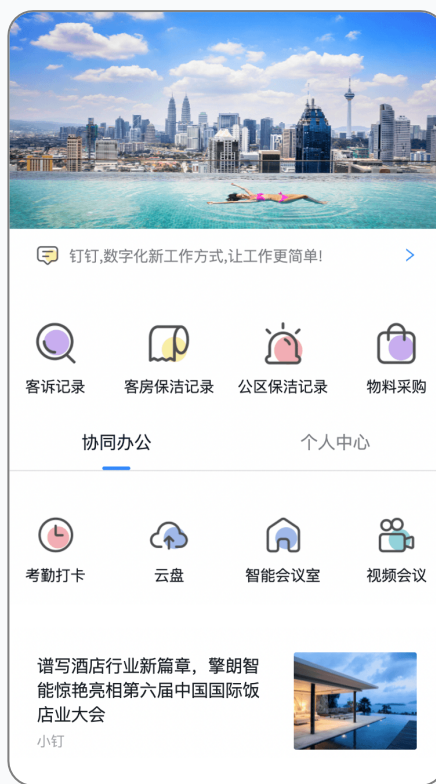 钉钉,数字化新工作方式,让工作更简单!
客诉记录 客房保洁记录 公区保洁记录 物料采购
协同办公 个人中心
考勤打卡 云盘 智能会议室 视频会议
谱写酒店行业新篇章，擎朗智
能惊艳亮相第六届中国国际饭
店业大会
小钉